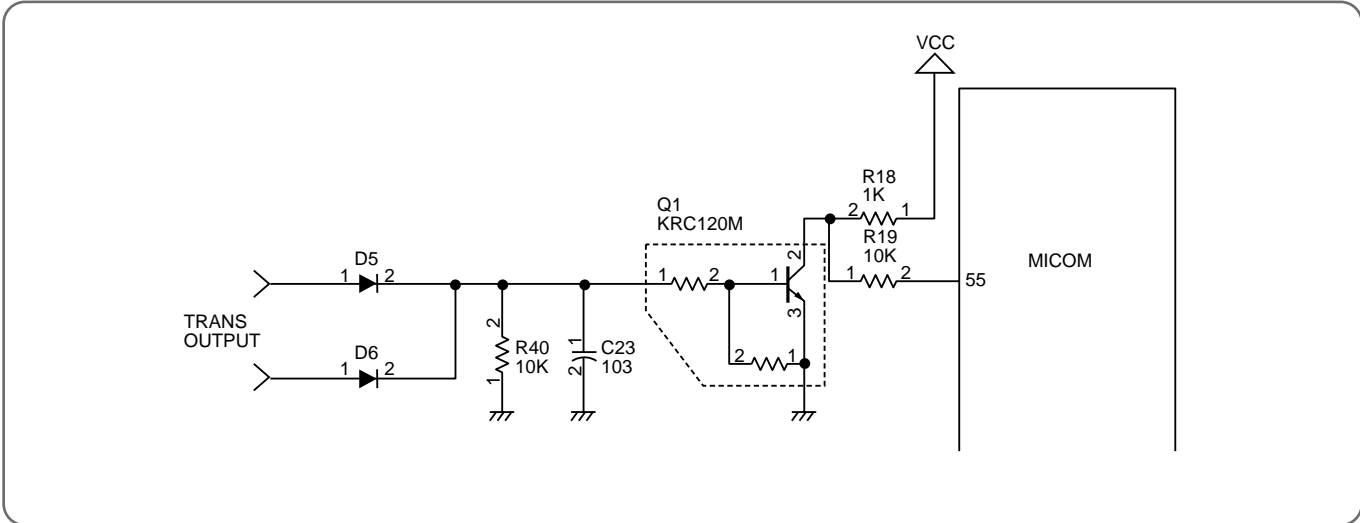 VCC
R18
1K
2 1
R19
10K
1 2
55
MICOM
Q1
KRC120M
1 2
1
2
3
2 1
D5
1 2
TRANS
OUTPUT
D6
1 2
2
R40
10K
1
1
C23
103
2